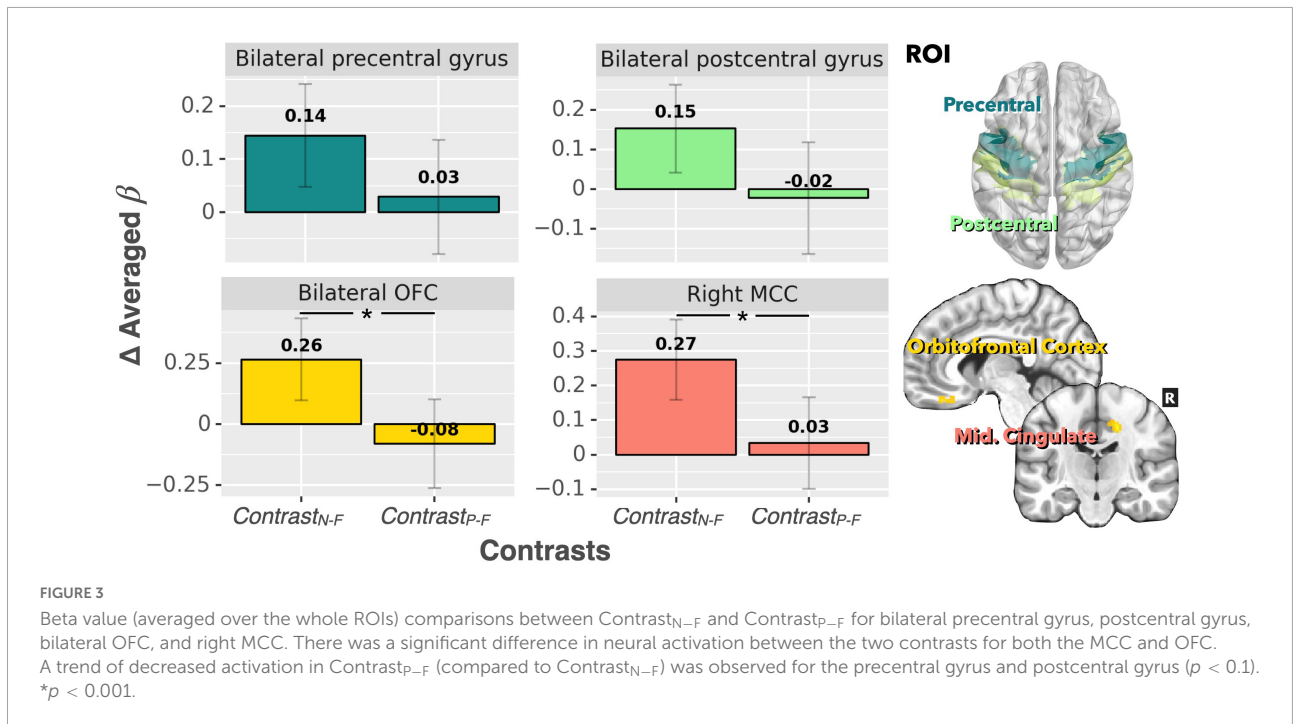 Bilateral precentral gyrus
0.2
0.1
0
0.14
0.03
Bilateral postcentral gyrus
0.2
0.1
0
−0.1
0.15
-0.02
ROI
Precentral
Postcentral
Δ Averaged β
Bilateral OFC
*
0.25
0
−0.25
0.26
-0.08
Right MCC
*
0.4
0.3
0.2
0.1
0
−0.1
0.27
0.03
Orbitofrontal Cortex
R
Mid. Cingulate
ContrastN-F ContrastP-F
ContrastN-F ContrastP-F
Contrasts
FIGURE 3
Beta value (averaged over the whole ROIs) comparisons between ContrastN−F and ContrastP−F for bilateral precentral gyrus, postcentral gyrus,
bilateral OFC, and right MCC. There was a significant difference in neural activation between the two contrasts for both the MCC and OFC.
A trend of decreased activation in ContrastP−F (compared to ContrastN−F) was observed for the precentral gyrus and postcentral gyrus (p < 0.1).
*p < 0.001.